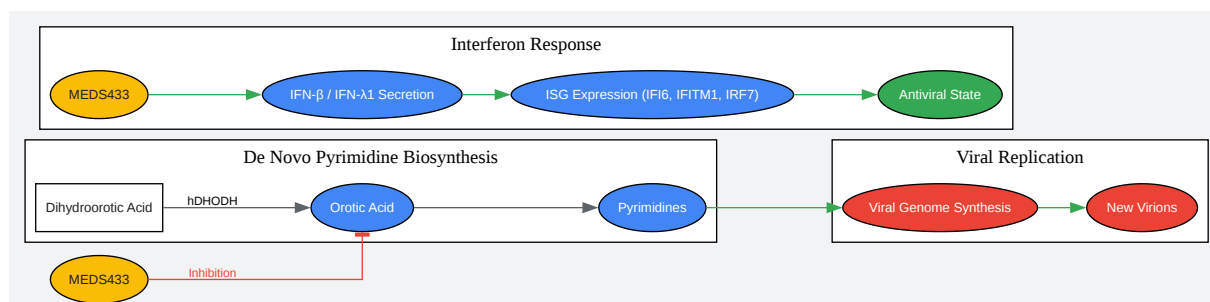 Interferon Response
MEDS433
IFN-β / IFN-λ1 Secretion
ISG Expression (IFI6, IFITM1, IRF7)
Antiviral State
De Novo Pyrimidine Biosynthesis
Dihydroorotic Acid
hDHODH
Orotic Acid
Pyrimidines
Viral Replication
Viral Genome Synthesis
New Virions
MEDS433
Inhibition